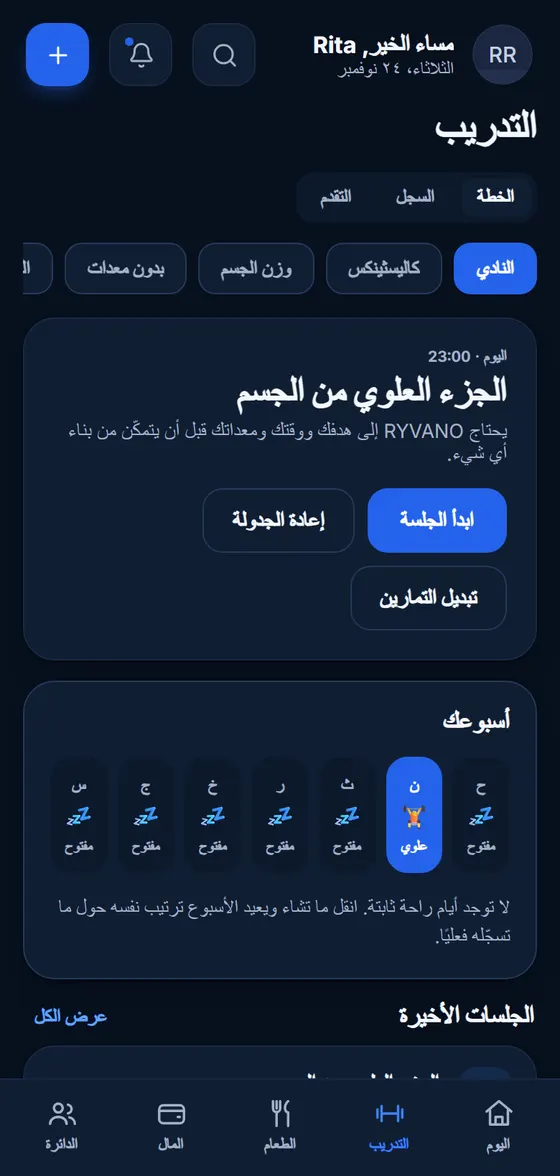 RR
مساء الخير, Rita
الثلاثاء، ٢٤ نوفمبر
التدريب
الخطة
السجل
التقدم
النادي
كاليسثينكس
وزن الجسم
بدون معدات
اليوم · 23:00
الجزء العلوي من الجسم
يحتاج RYVANO إلى هدفك ووقتك ومعداتك قبل أن يتمكّن من بناء
أي شيء.
ابدأ الجلسة
إعادة الجدولة
تبديل التمارين
أسبوعك
ح
مفتوح
ن
علوي
ث
مفتوح
ر
مفتوح
خ
مفتوح
ج
مفتوح
س
مفتوح
لا توجد أيام راحة ثابتة. انقل ما تشاء ويعيد الأسبوع ترتيب نفسه حول ما
تسجّله فعليًا.
الجلسات الأخيرة
عرض الكل
اليوم
التدريب
الطعام
المال
الدائرة